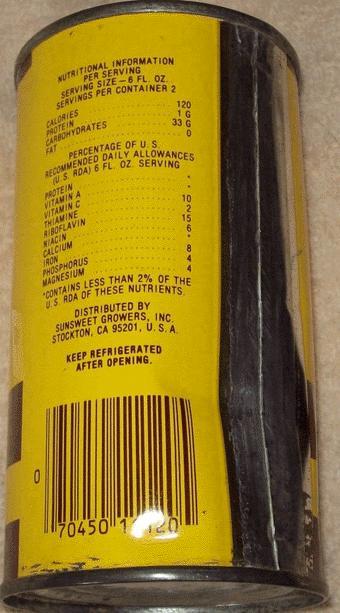 NUTRITIONAL INFORMATION
PER SERVING
SERVING SIZE — 6 FL. OZ.
SERVINGS PER CONTAINER 2
CALORIES 120
PROTEIN 1 G
CARBOHYDRATES 33 G
FAT 0
PERCENTAGE OF U.S.
RECOMMENDED DAILY ALLOWANCES
(U.S. RDA) 6 FL. OZ. SERVING
PROTEIN *
VITAMIN A *
VITAMIN C 10
THIAMINE 2
RIBOFLAVIN 15
NIACIN 6
CALCIUM *
IRON 8
PHOSPHORUS 4
MAGNESIUM 4
*CONTAINS LESS THAN 2% OF THE
U.S. RDA OF THESE NUTRIENTS.
DISTRIBUTED BY
SUNSWEET GROWERS, INC.
STOCKTON, CA 95201, U.S.A.
KEEP REFRIGERATED
AFTER OPENING.
0 70450